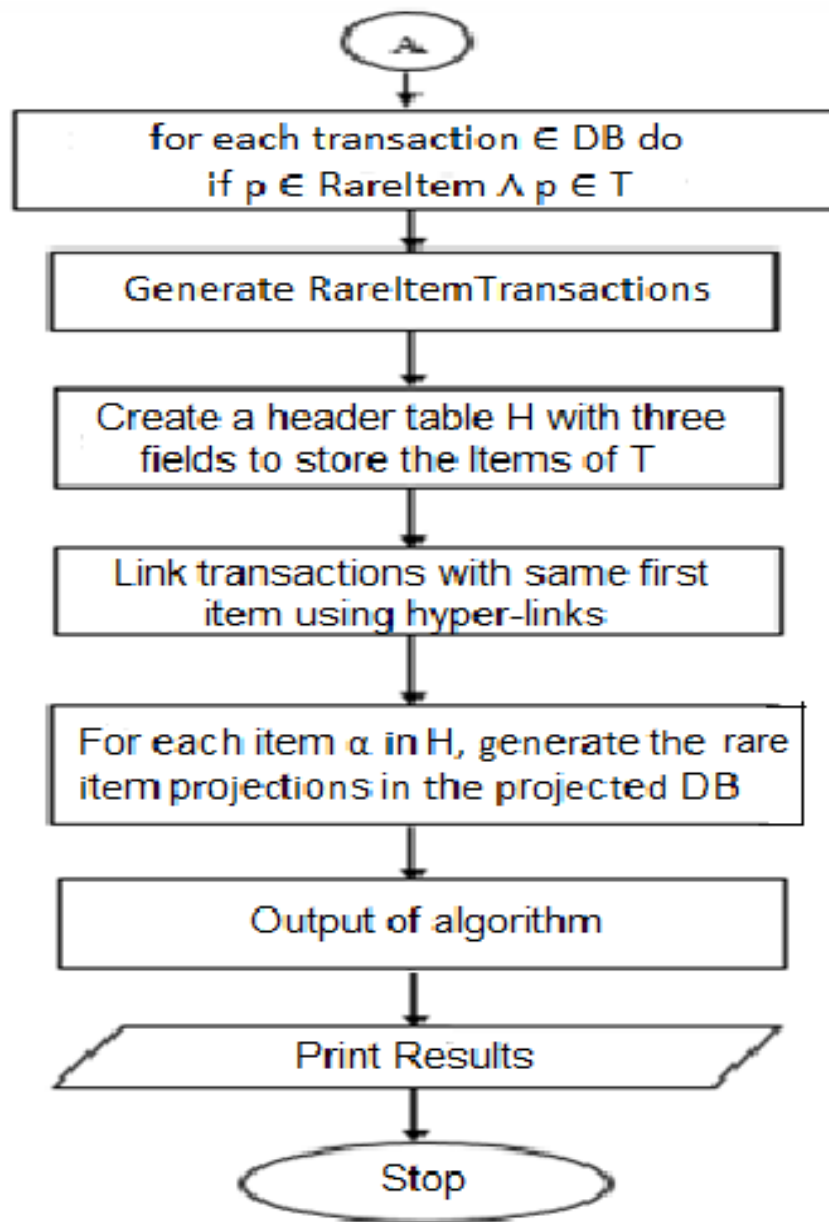 A
for each transaction ∈ DB do
if p ∈ RareItem Λ p ∈ T
Generate RareItemTransactions
Create a header table H with three
fields to store the Items of T
Link transactions with same first
item using hyper-links
For each item α in H, generate the rare
item projections in the projected DB
Output of algorithm
Print Results
Stop